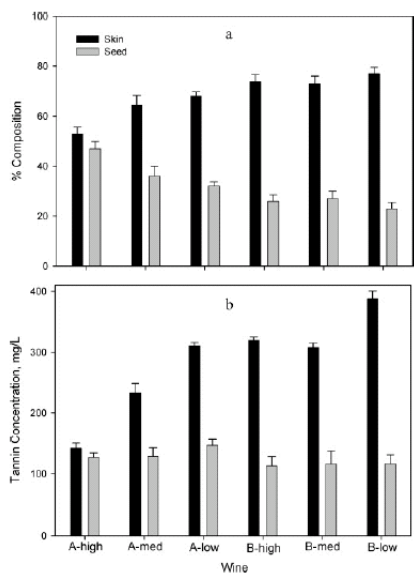 a
Skin
Seed
% Composition
100
80
60
40
20
0
b
Tannin Concentration, mg/L
400
300
200
100
0
A-high A-med A-low B-high B-med B-low
Wine